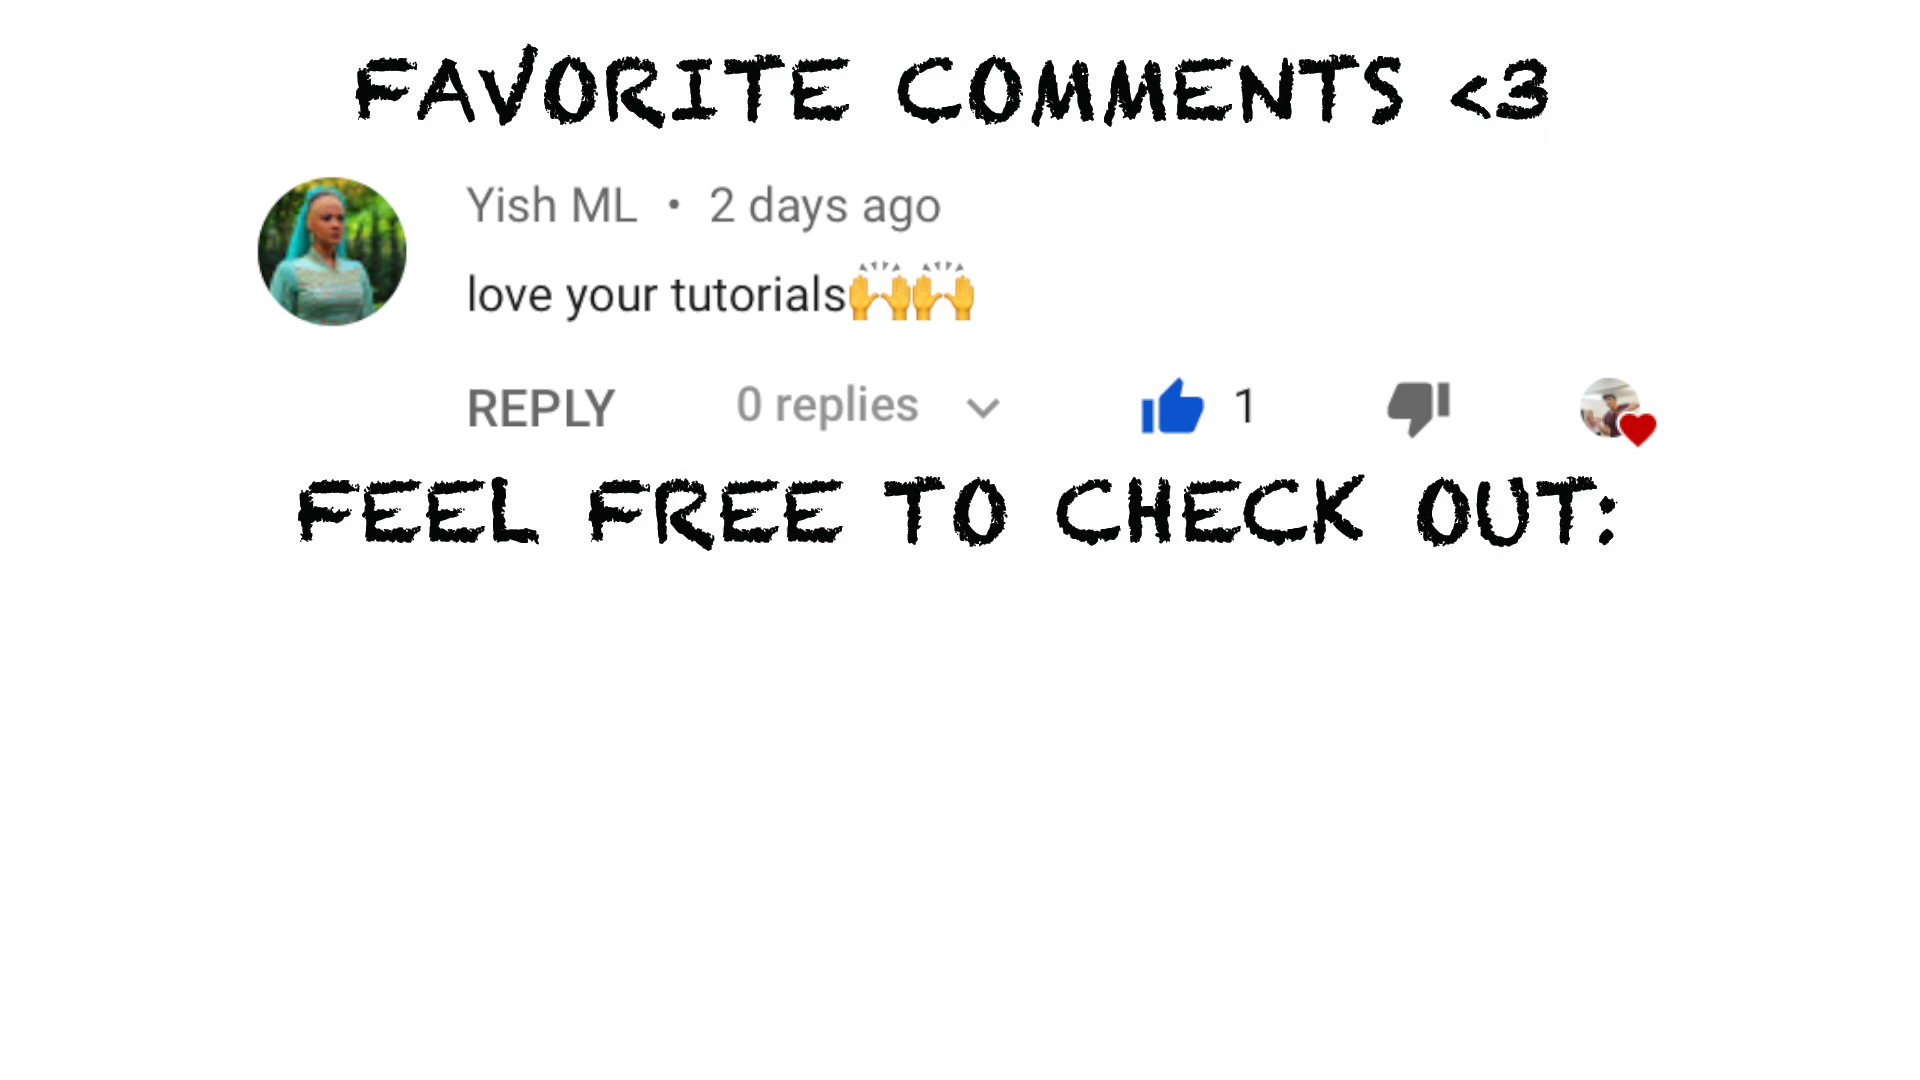 FAVORITE COMMENTS <3
Yish ML • 2 days ago
love your tutorials🙌🙌
REPLY 0 replies 1
FEEL FREE TO CHECK OUT: